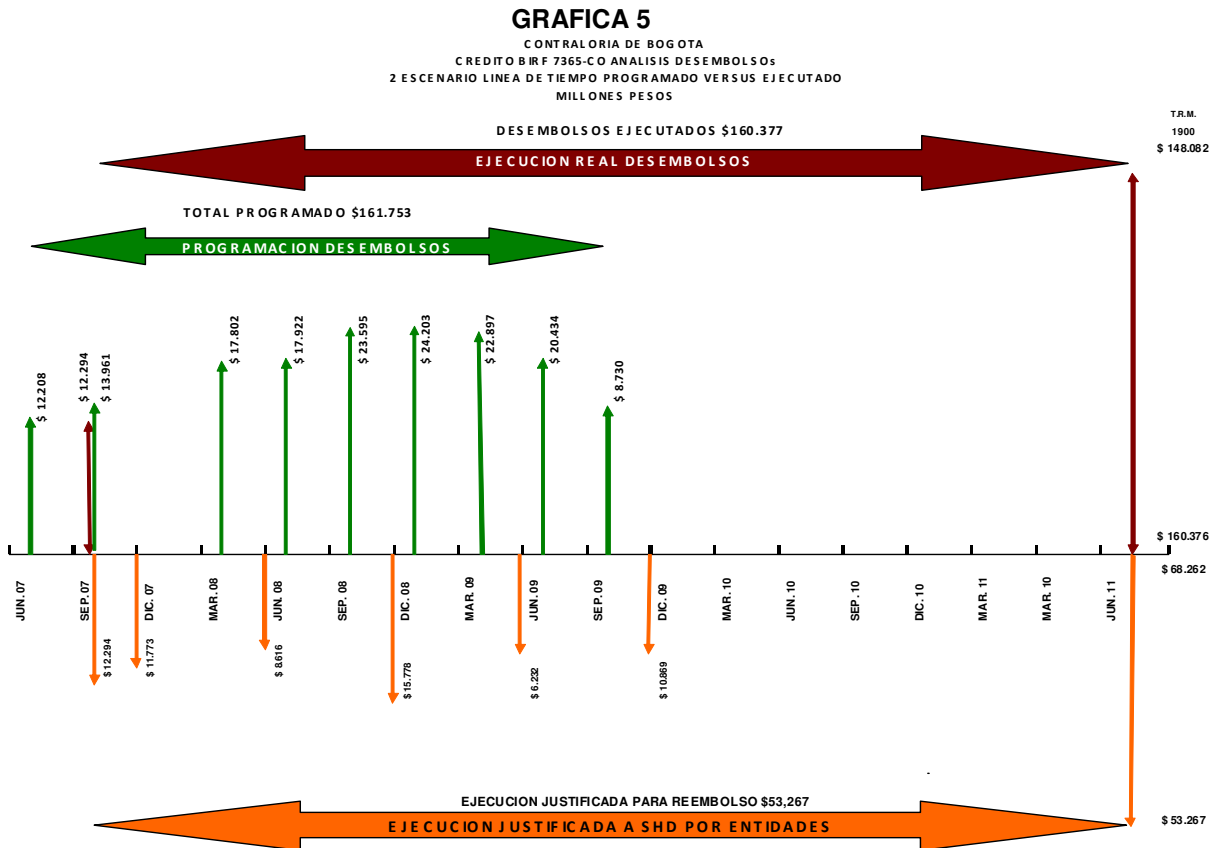 GRAFICA 5
CONTRALORIA DE BOGOTA
CREDITO BIRF 7365-CO ANALISIS DESEMBOLSOs
2 ESCENARIO LINEA DE TIEMPO PROGRAMADO VERSUS EJECUTADO
MILLONES PESOS
T.R.M.
1900
$ 148.082
DESEMBOLSOS EJECUTADOS $160.377
EJECUCION REAL DESEMBOLSOS
TOTAL PROGRAMADO $161.753
PROGRAMACION DESEMBOLSOS
$ 12.208
$ 12.294
$ 13.961
$ 17.802
$ 17.922
$ 23.595
$ 24.203
$ 22.897
$ 20.434
$ 8.730
$ 160.376
$ 68.262
JUN. 07
SEP. 07
DIC. 07
MAR. 08
JUN. 08
SEP. 08
DIC. 08
MAR. 09
JUN. 09
SEP. 09
DIC. 09
MAR. 10
JUN. 10
SEP. 10
DIC. 10
MAR. 11
MAR. 10
JUN. 11
$ 12.294
$ 11.773
$ 8.616
$ 15.778
$ 6.232
$ 10.869
EJECUCION JUSTIFICADA PARA REEMBOLSO $53,267
EJECUCION JUSTIFICADA A SHD POR ENTIDADES
$ 53.267